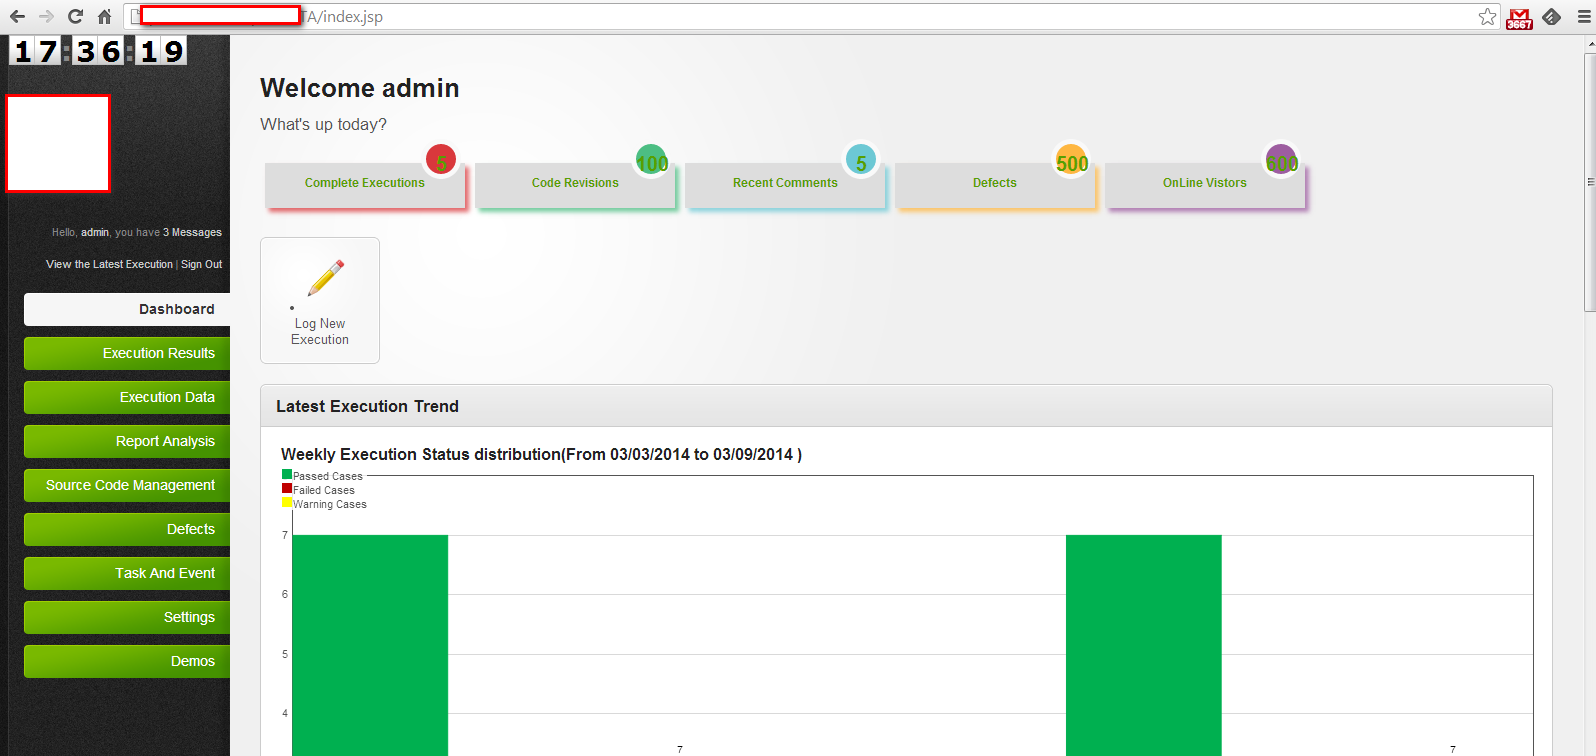 TA/index.jsp
3667
17:36:19
Hello, admin, you have 3 Messages
View the Latest Execution | Sign Out
Dashboard
Execution Results
Execution Data
Report Analysis
Source Code Management
Defects
Task And Event
Settings
Demos
Welcome admin
What's up today?
5
Complete Executions
100
Code Revisions
5
Recent Comments
500
Defects
600
OnLine Vistors
Log New
Execution
Latest Execution Trend
Weekly Execution Status distribution(From 03/03/2014 to 03/09/2014 )
Passed Cases
Failed Cases
Warning Cases
7
6
5
4
7
7